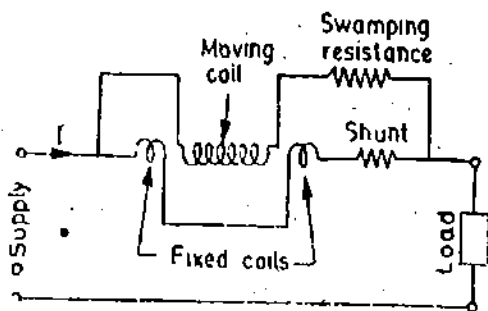 Swamping
resistance
Moving
coil
Shunt
I
Fixed coils
Supply
Load